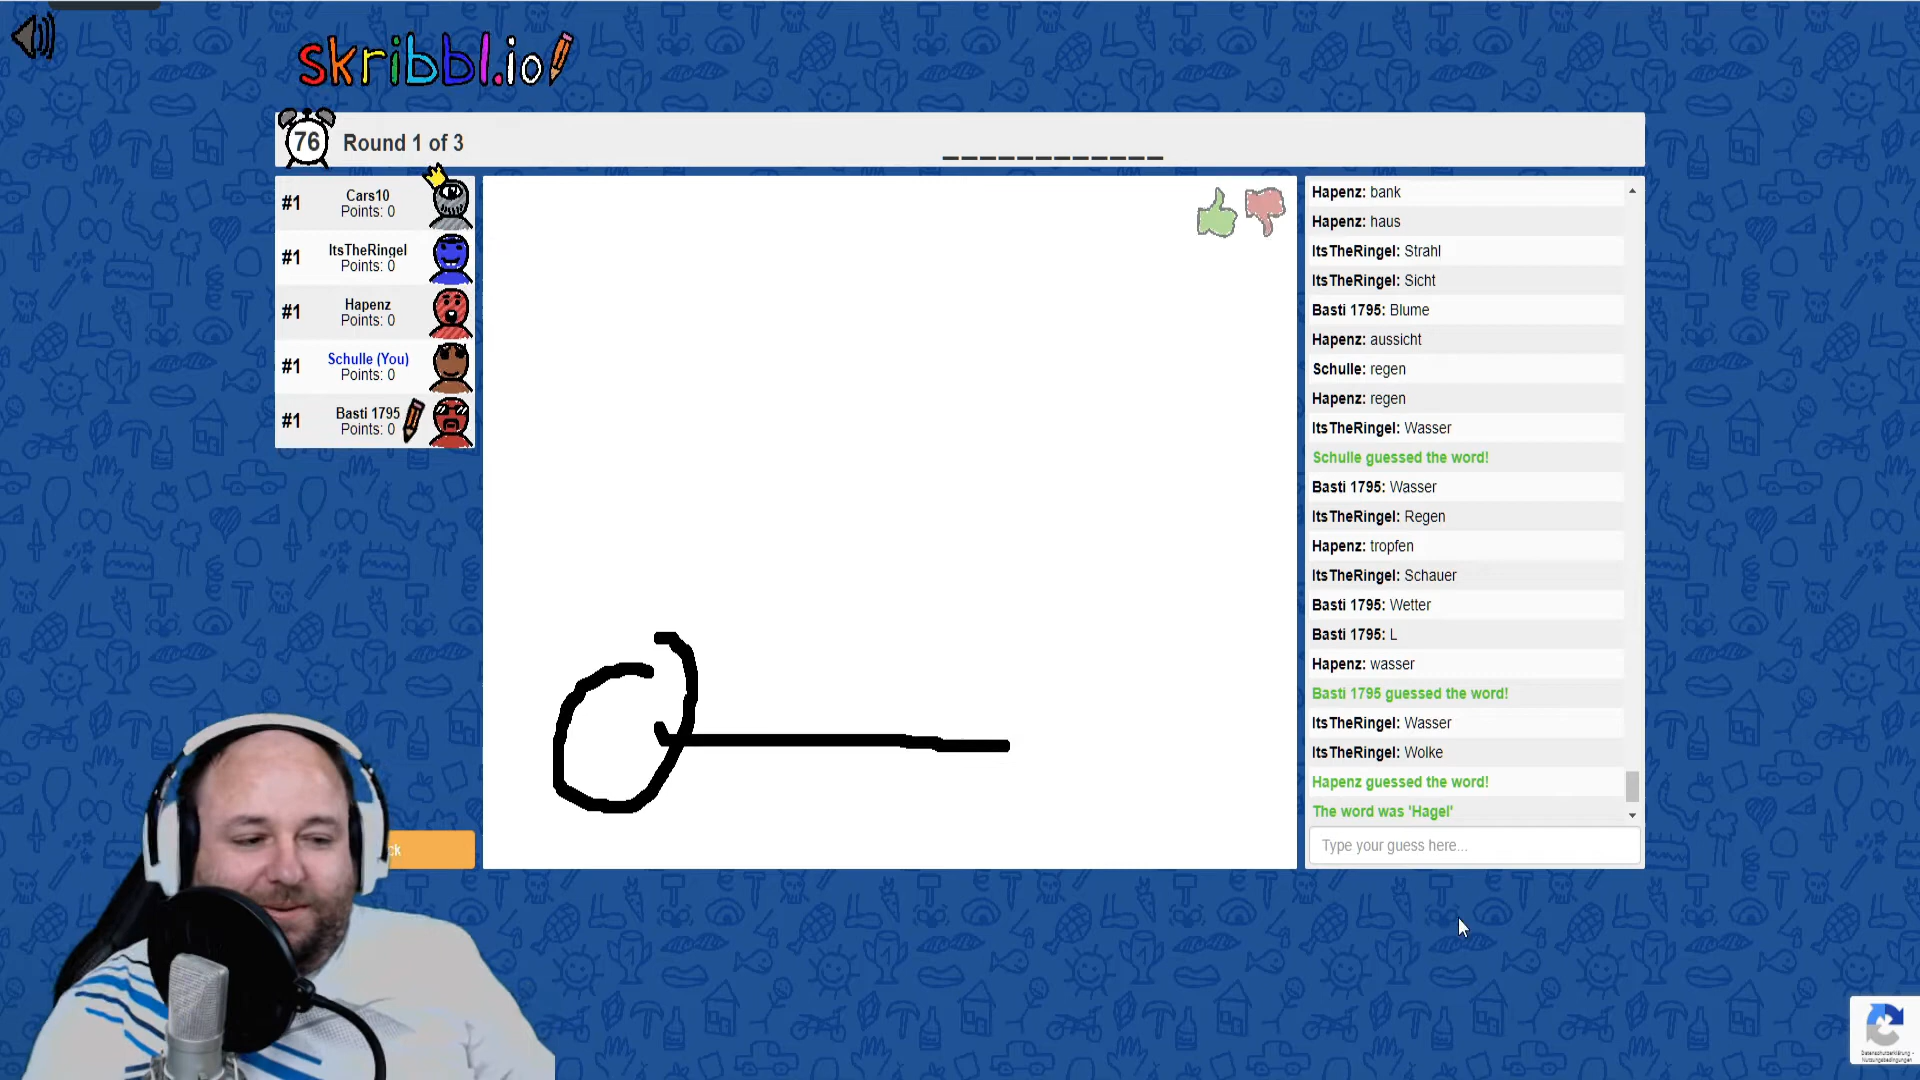 skribbl.io
76
Round 1 of 3
____________
#1
Cars10
Points: 0
#1
ItsTheRingel
Points: 0
#1
Hapenz
Points: 0
#1
Schulle (You)
Points: 0
#1
Basti 1795
Points: 0
ck
Hapenz: bank
Hapenz: haus
ItsTheRingel: Strahl
ItsTheRingel: Sicht
Basti 1795: Blume
Hapenz: aussicht
Schulle: regen
Hapenz: regen
ItsTheRingel: Wasser
Schulle guessed the word!
Basti 1795: Wasser
ItsTheRingel: Regen
Hapenz: tropfen
ItsTheRingel: Schauer
Basti 1795: Wetter
Basti 1795: L
Hapenz: wasser
Basti 1795 guessed the word!
ItsTheRingel: Wasser
ItsTheRingel: Wolke
Hapenz guessed the word!
The word was 'Hagel'
Type your guess here...
Datenschutzerklärung -
Nutzungsbedingungen